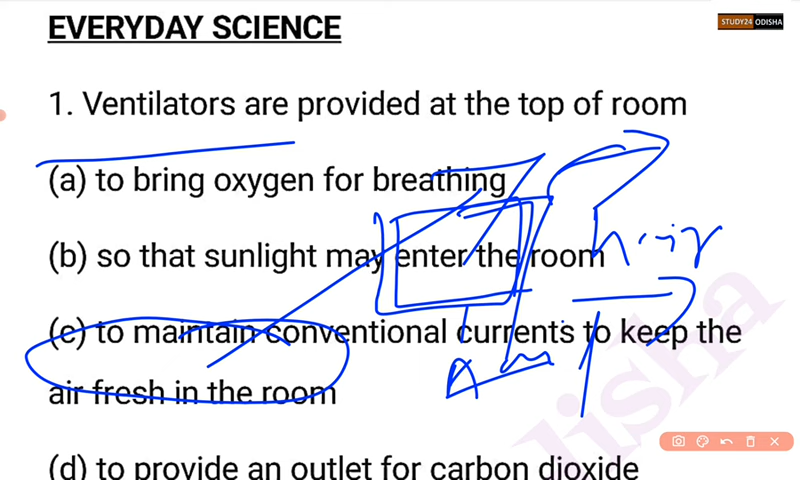 EVERYDAY SCIENCE
STUDY24 ODISHA
1. Ventilators are provided at the top of room
(a) to bring oxygen for breathing
(b) so that sunlight may enter the room
(c) to maintain conventional currents to keep the
air fresh in the room
(d) to provide an outlet for carbon dioxide